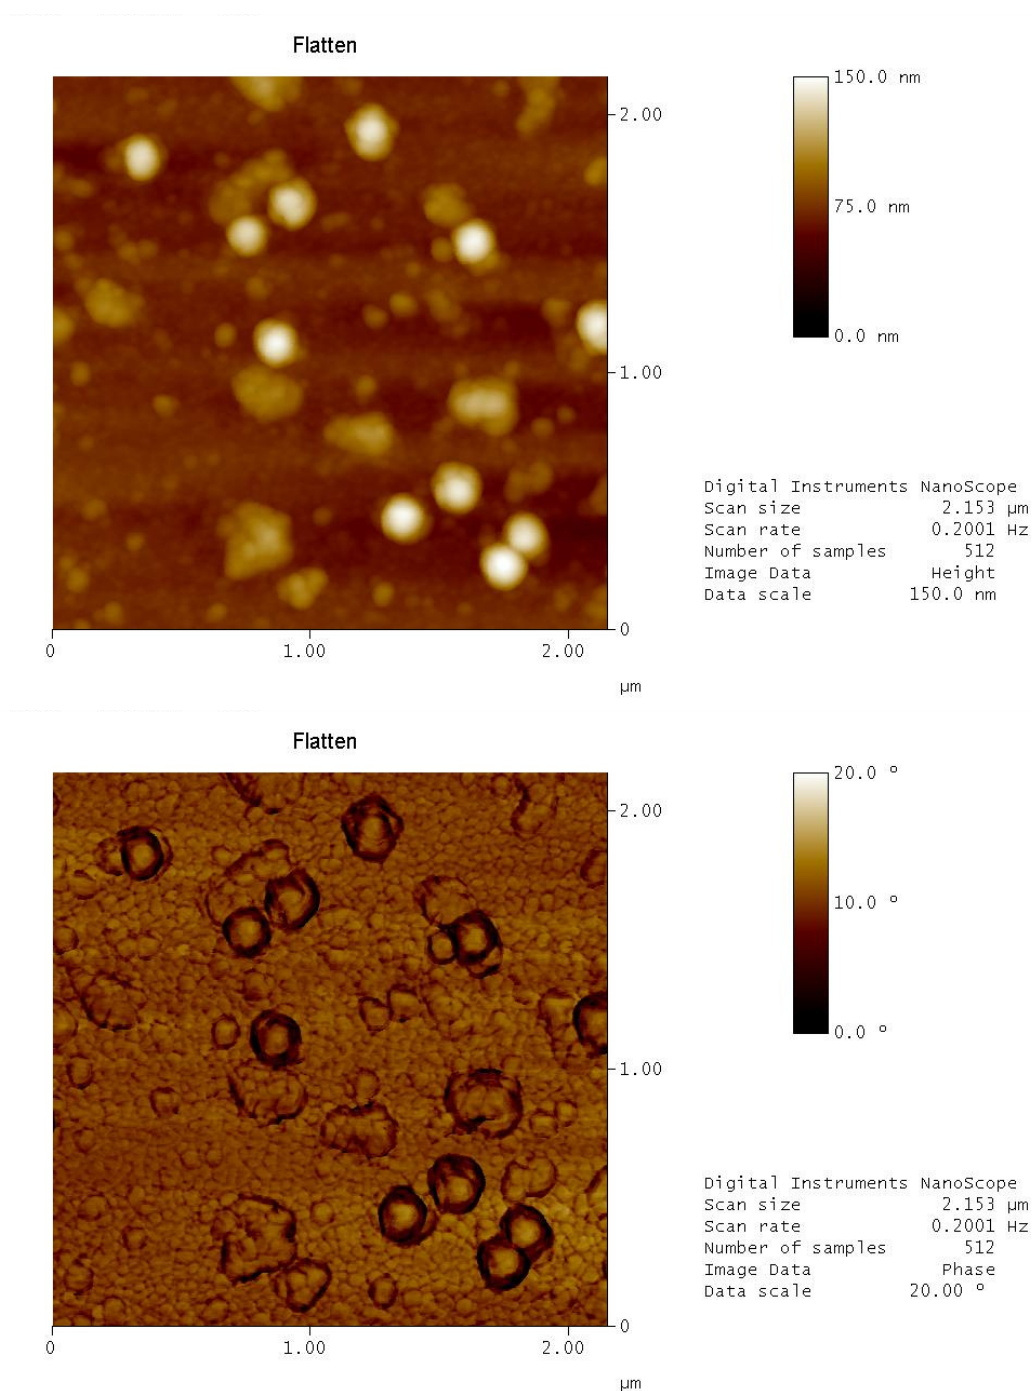 Flatten
150.0 nm
2.00
75.0 nm
0.0 nm
1.00
Digital Instruments NanoScope
Scan size 2.153 µm
Scan rate 0.2001 Hz
Number of samples 512
Image Data Height
Data scale 150.0 nm
0
0 1.00 2.00
µm
Flatten
20.0 º
2.00
10.0 º
0.0 º
1.00
Digital Instruments NanoScope
Scan size 2.153 µm
Scan rate 0.2001 Hz
Number of samples 512
Image Data Phase
Data scale 20.00 º
0
0 1.00 2.00
µm